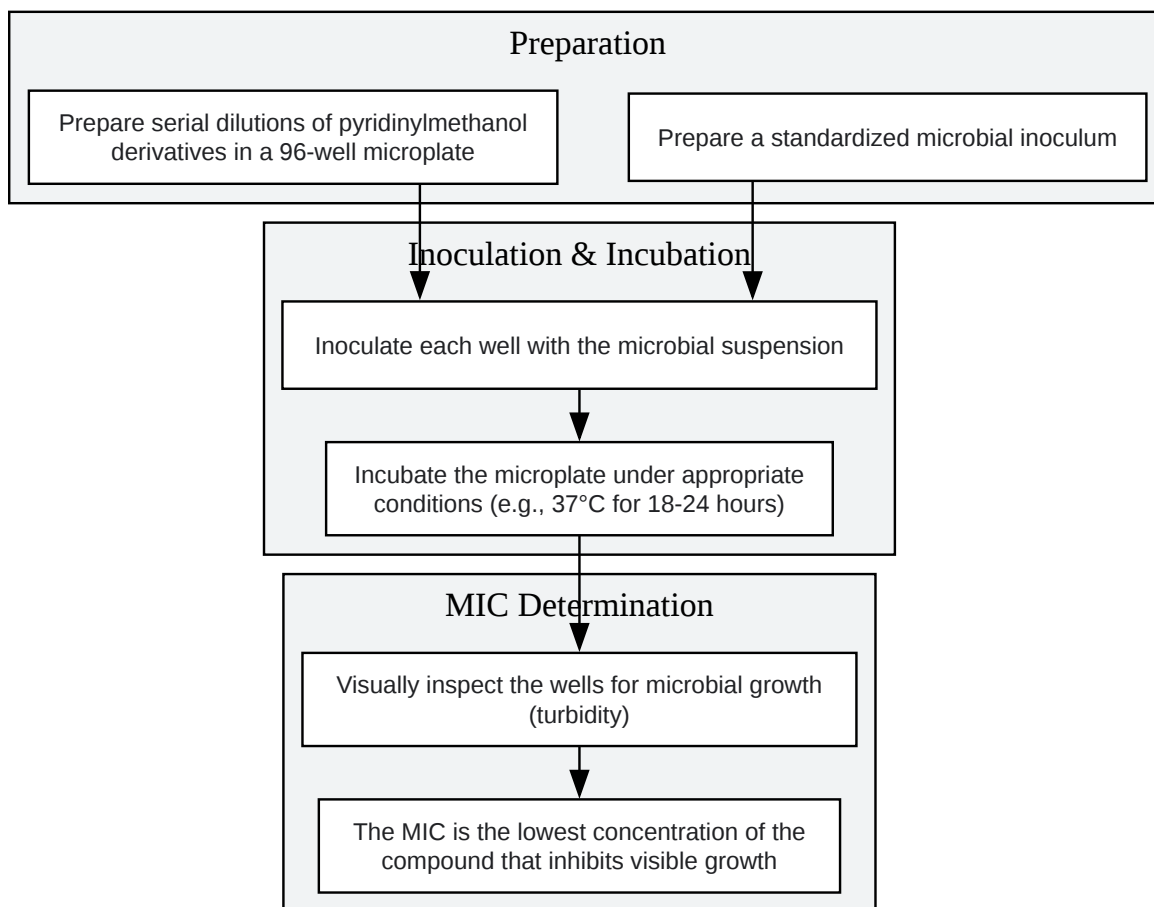 Preparation
Prepare serial dilutions of pyridinylmethanol
derivatives in a 96-well microplate
Prepare a standardized microbial inoculum
Inoculation & Incubation
Inoculate each well with the microbial suspension
Incubate the microplate under appropriate
conditions (e.g., 37°C for 18-24 hours)
MIC Determination
Visually inspect the wells for microbial growth
(turbidity)
The MIC is the lowest concentration of the
compound that inhibits visible growth